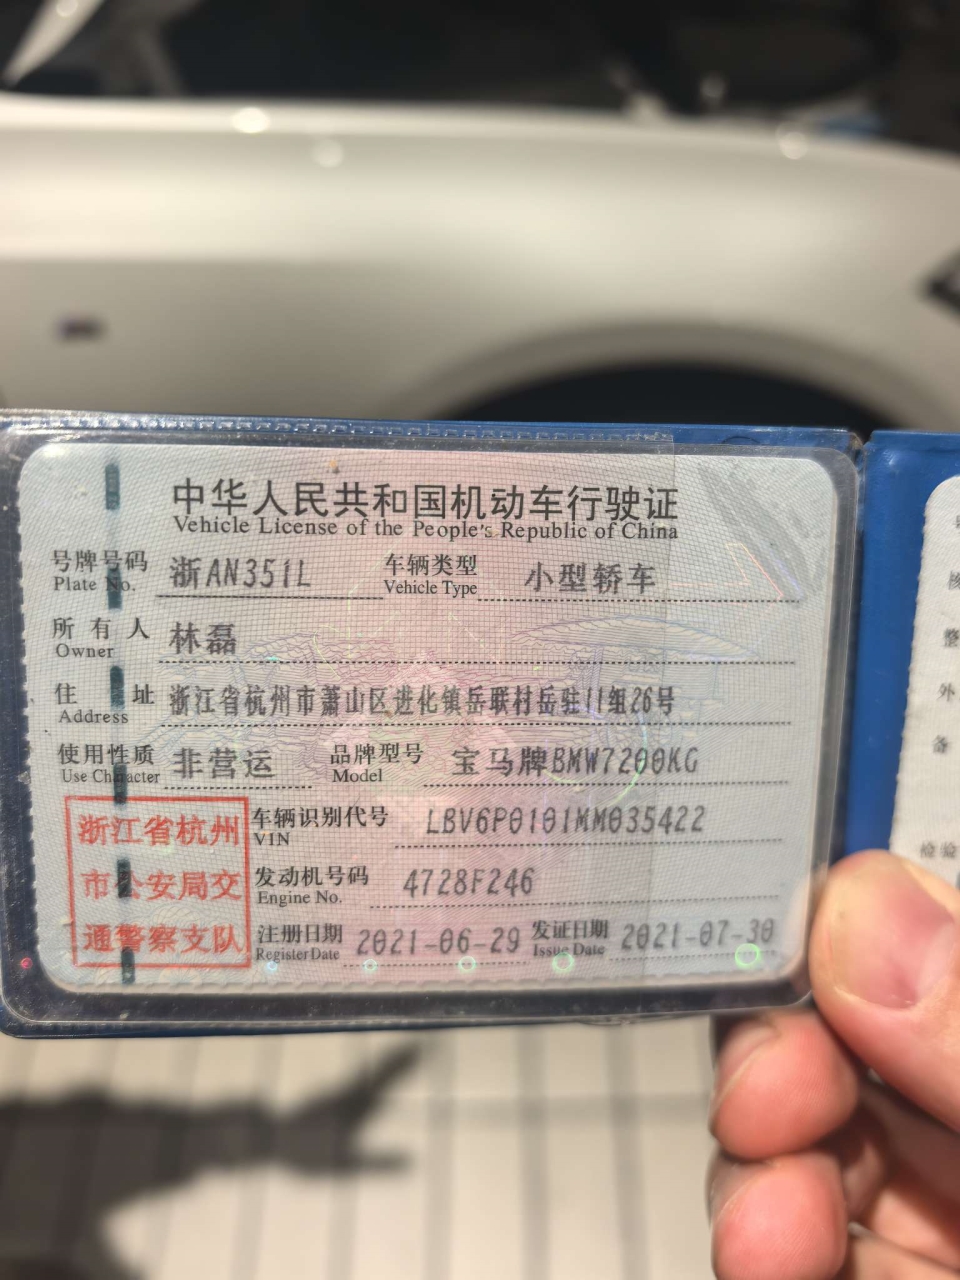 中华人民共和国机动车行驶证
Vehicle License of the People's Republic of China
号牌号码 浙AN351L 车辆类型 小型轿车
Plate No. Vehicle Type
所有人 林磊
Owner
住址 浙江省杭州市萧山区进化镇岳联村岳驻11组26号
Address
使用性质 非营运 品牌型号 宝马牌BMW7200KG
Use Character Model
浙江省杭州
市公安局交
通警察支队
车辆识别代号 LBV6P0101MM035422
VIN
发动机号码 4728F246
Engine No.
注册日期 2021-06-29 发证日期 2021-07-30
Register Date Issue Date
整
外
备
检验